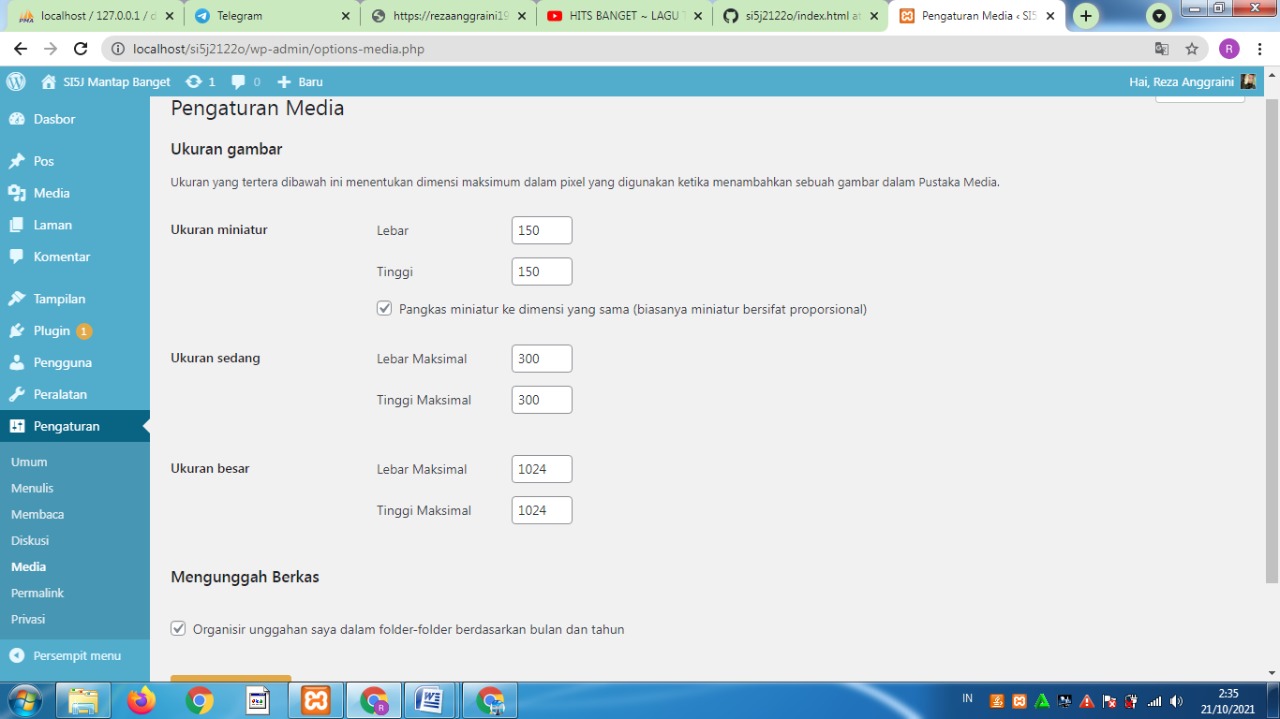 localhost / 127.0.0.1 / d
Telegram
https://rezaanggraini19
HITS BANGET ~ LAGU T
si5j2122o/index.html at
Pengaturan Media ‹ SI5
localhost/si5j2122o/wp-admin/options-media.php
R
SI5J Mantap Banget
1
0
Baru
Hai, Reza Anggraini
Dasbor
Pos
Media
Laman
Komentar
Tampilan
Plugin 1
Pengguna
Peralatan
Pengaturan
Umum
Menulis
Membaca
Diskusi
Media
Permalink
Privasi
Persempit menu
Pengaturan Media
Ukuran gambar
Ukuran yang tertera dibawah ini menentukan dimensi maksimum dalam pixel yang digunakan ketika menambahkan sebuah gambar dalam Pustaka Media.
Ukuran miniatur
Lebar 150
Tinggi 150
Pangkas miniatur ke dimensi yang sama (biasanya miniatur bersifat proporsional)
Ukuran sedang
Lebar Maksimal 300
Tinggi Maksimal 300
Ukuran besar
Lebar Maksimal 1024
Tinggi Maksimal 1024
Mengunggah Berkas
Organisir unggahan saya dalam folder-folder berdasarkan bulan dan tahun
IN
2:35
21/10/2021